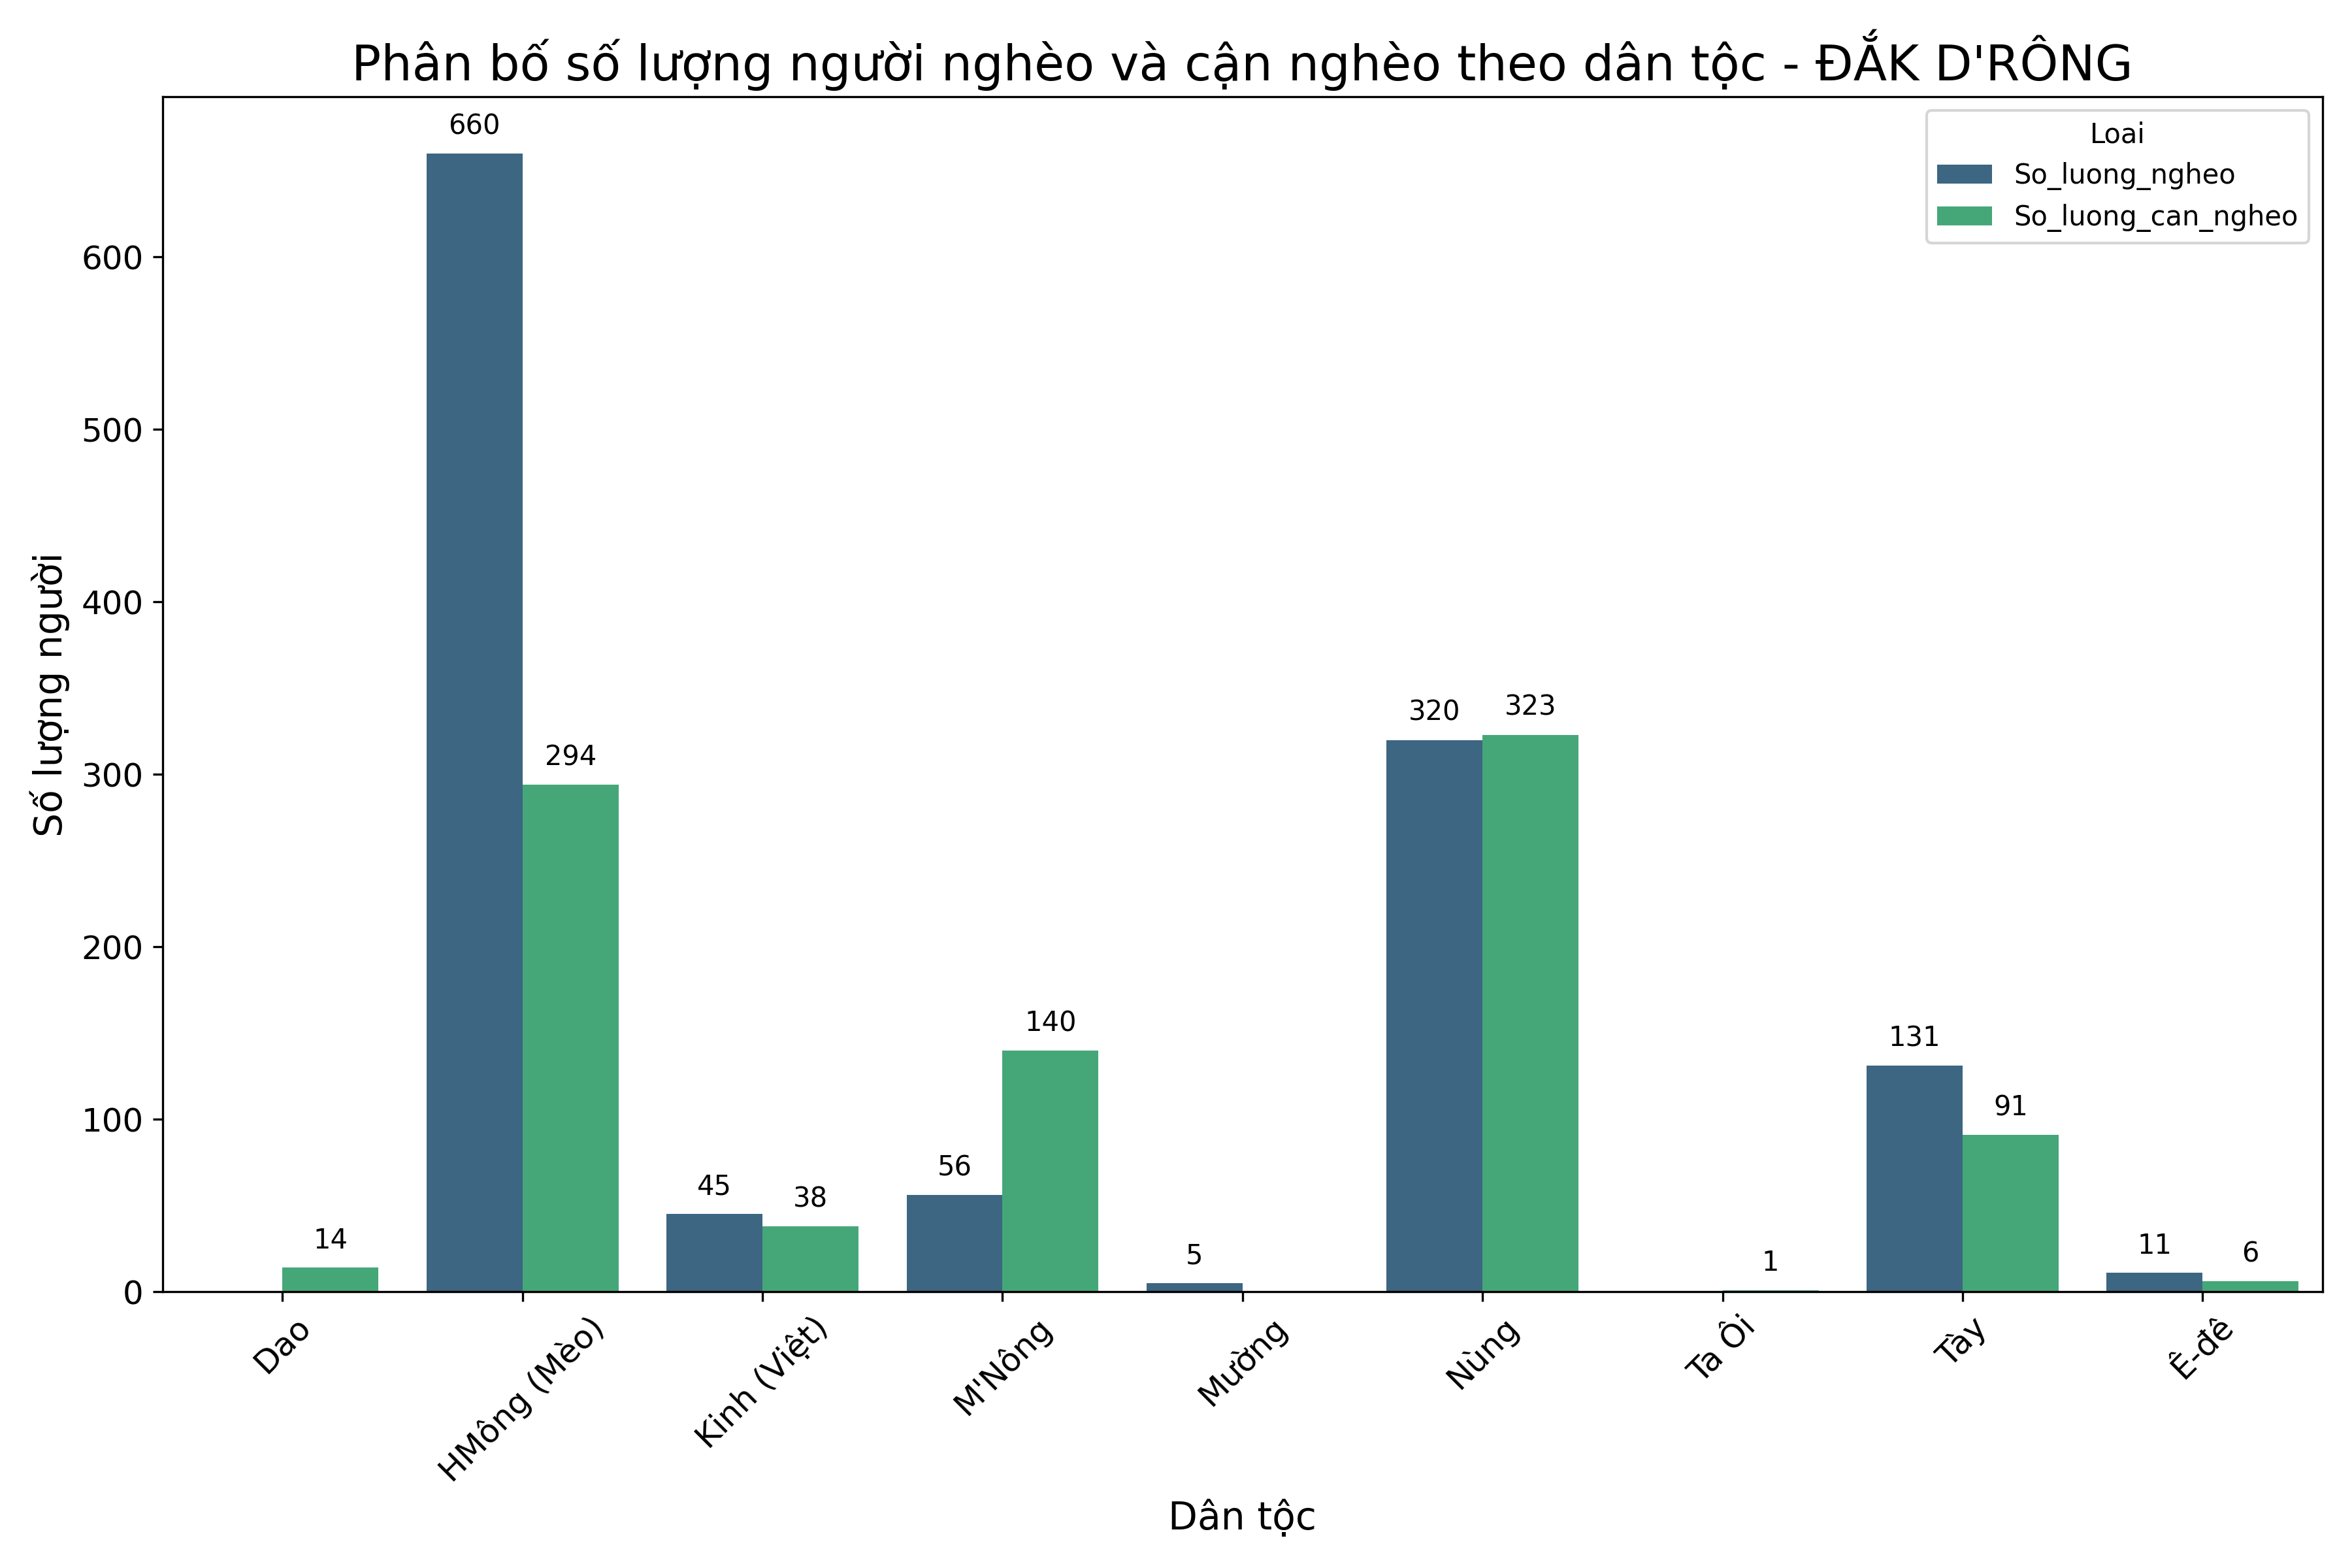 Phân bố số lượng người nghèo và cận nghèo theo dân tộc - ĐẮK D'RÔNG
Loai
So_luong_ngheo
So_luong_can_ngheo
Số lượng người
600
500
400
300
200
100
0
14
660
294
45
38
56
140
5
320
323
1
131
91
11
6
Dao
HMông (Mèo)
Kinh (Việt)
M'Nông
Mường
Nùng
Ta Ôi
Tày
Ê-đê
Dân tộc